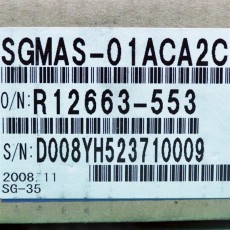 SGMAS-01ACA2C
O/N: R12663-553
S/N: D008YH523710009
2008. 11
SG-35